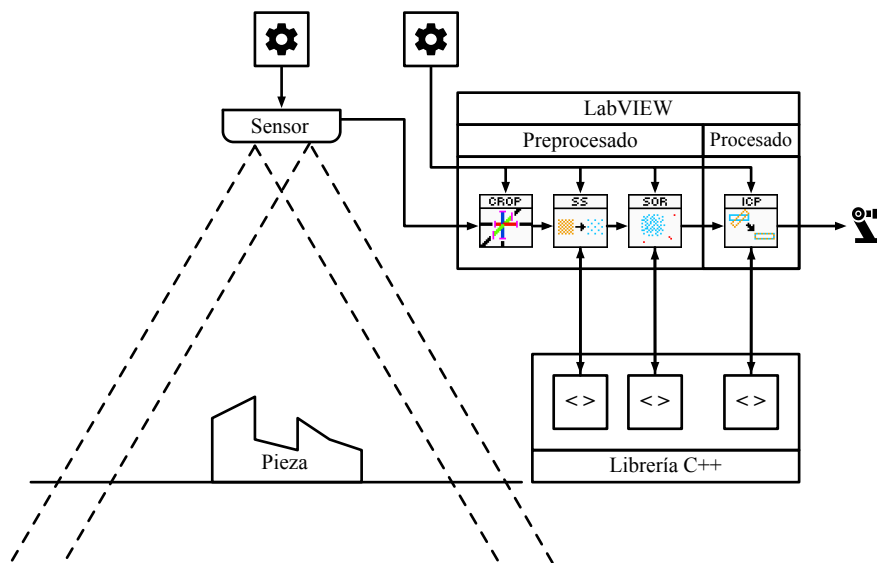 LabVIEW
Sensor
Preprocesado
Procesado
CROP
SS
SOR
ICP
< >
< >
< >
Pieza
Librería C++